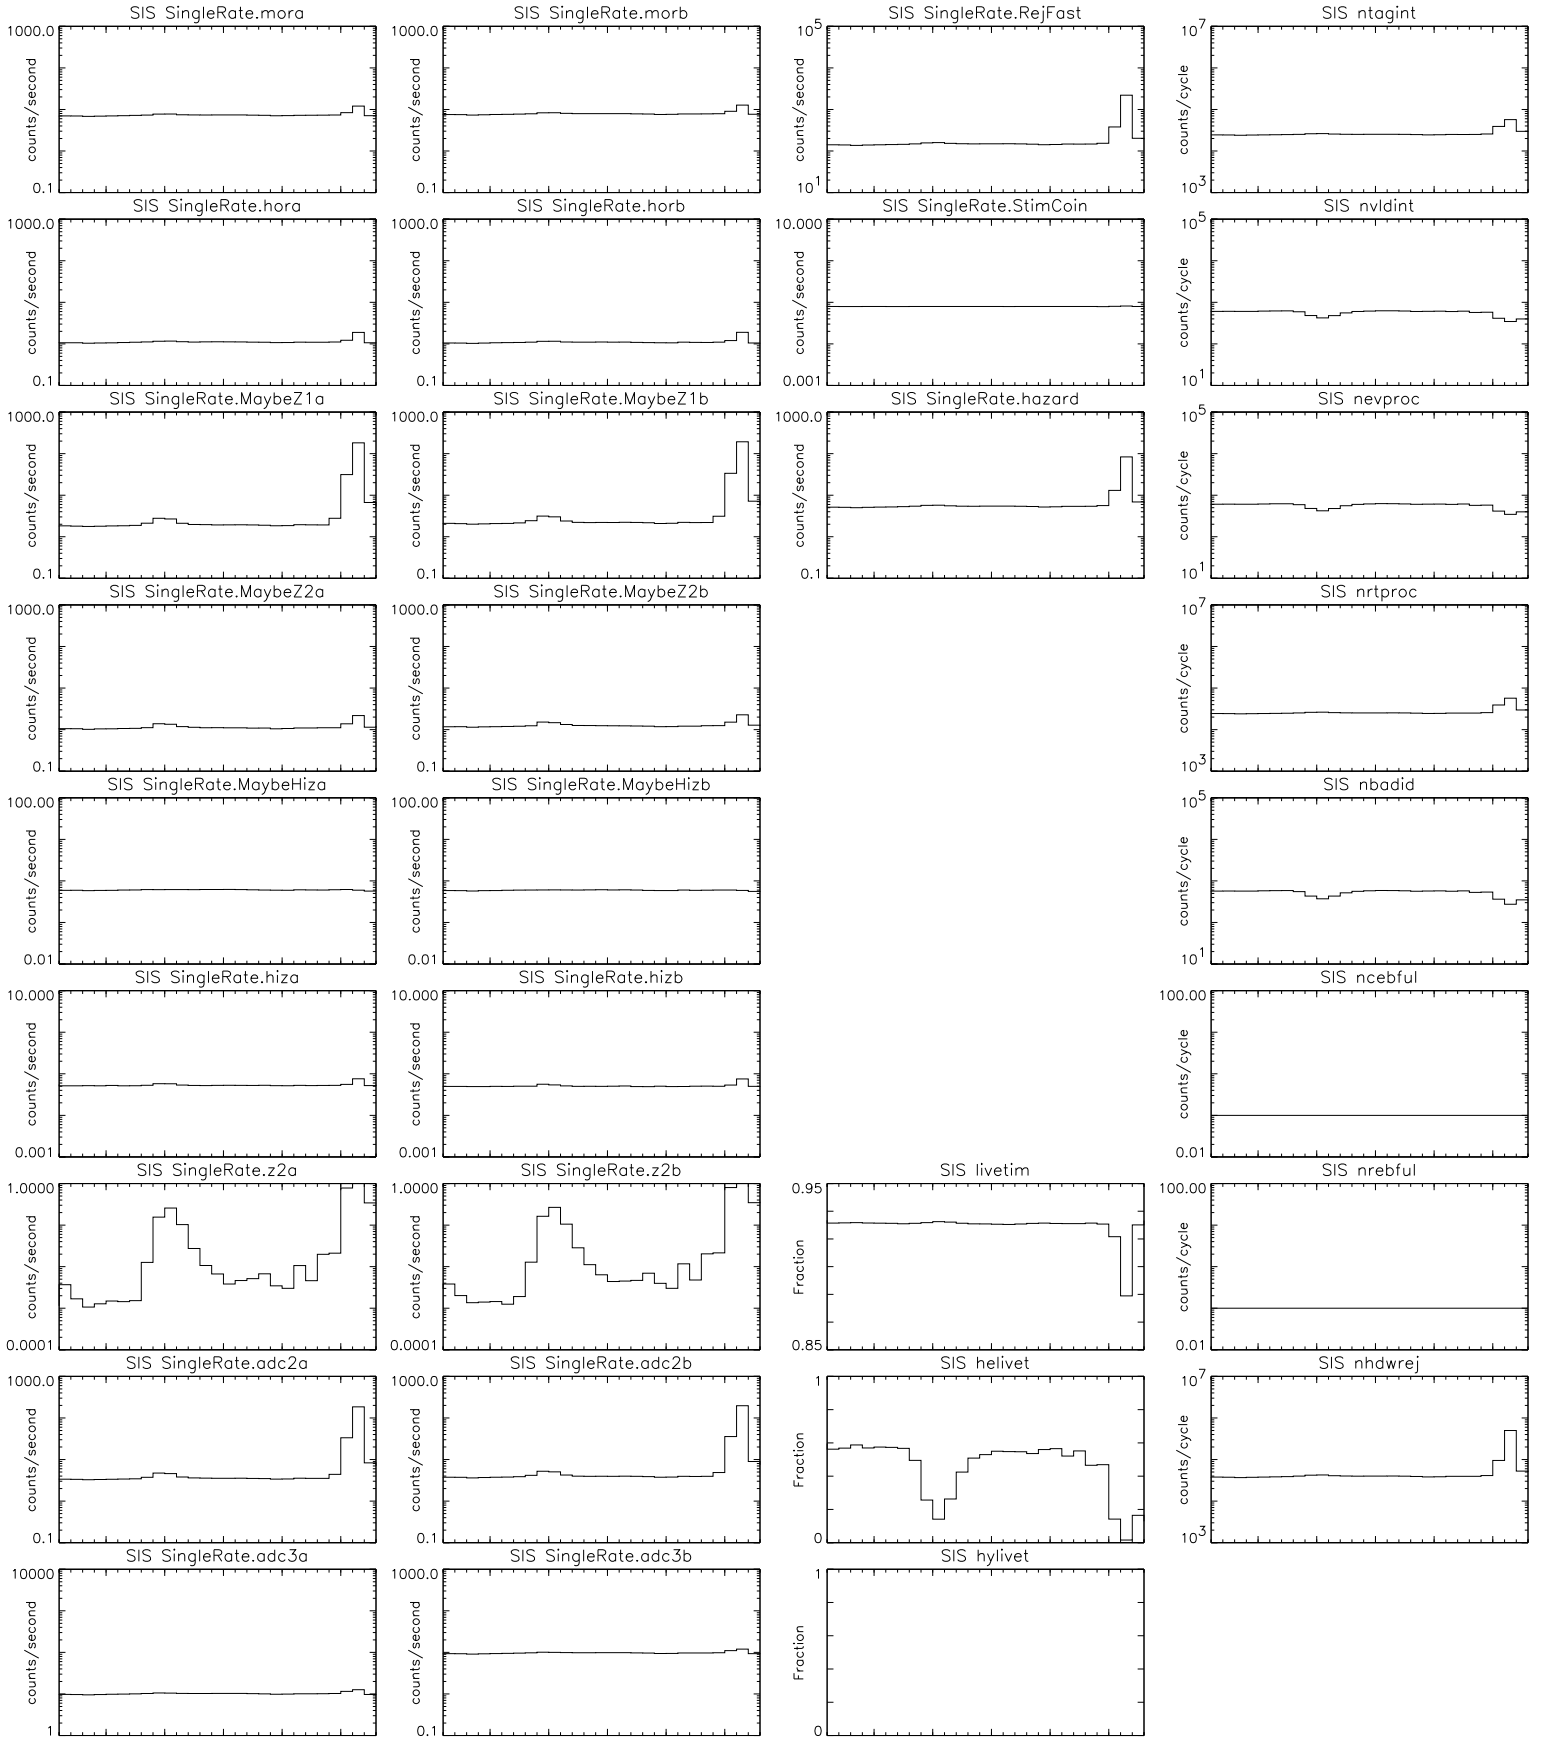 SIS SingleRate.mora
1000.0
counts/second
0.1
SIS SingleRate.morb
1000.0
counts/second
0.1
SIS SingleRate.RejFast
10^5
counts/second
10^1
SIS ntagint
10^7
counts/cycle
10^3
SIS SingleRate.hora
1000.0
counts/second
0.1
SIS SingleRate.horb
1000.0
counts/second
0.1
SIS SingleRate.StimCoin
10.000
counts/second
0.001
SIS nvldint
10^5
counts/cycle
10^1
SIS SingleRate.MaybeZ1a
1000.0
counts/second
0.1
SIS SingleRate.MaybeZ1b
1000.0
counts/second
0.1
SIS SingleRate.hazard
1000.0
counts/second
0.1
SIS nevproc
10^5
counts/cycle
10^1
SIS SingleRate.MaybeZ2a
1000.0
counts/second
0.1
SIS SingleRate.MaybeZ2b
1000.0
counts/second
0.1
SIS nrtproc
10^7
counts/cycle
10^3
SIS SingleRate.MaybeHiza
100.00
counts/second
0.01
SIS SingleRate.MaybeHizb
100.00
counts/second
0.01
SIS nbadid
10^5
counts/cycle
10^1
SIS SingleRate.hiza
10.000
counts/second
0.001
SIS SingleRate.hizb
10.000
counts/second
0.001
SIS ncebful
100.00
counts/cycle
0.01
SIS SingleRate.z2a
1.0000
counts/second
0.0001
SIS SingleRate.z2b
1.0000
counts/second
0.0001
SIS livetim
0.95
Fraction
0.85
SIS nrebful
100.00
counts/cycle
0.01
SIS SingleRate.adc2a
1000.0
counts/second
0.1
SIS SingleRate.adc2b
1000.0
counts/second
0.1
SIS helivet
1
Fraction
0
SIS nhdwrej
10^7
counts/cycle
10^3
SIS SingleRate.adc3a
10000
counts/second
1
SIS SingleRate.adc3b
1000.0
counts/second
0.1
SIS hylivet
1
Fraction
0